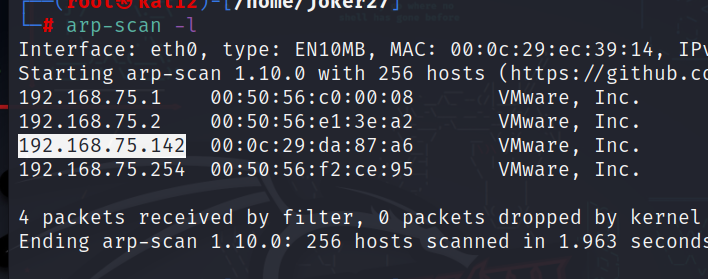 (root㉿kali2)-[/home/joker27]
# arp-scan -l
Interface: eth0, type: EN10MB, MAC: 00:0c:29:ec:39:14, IPv
Starting arp-scan 1.10.0 with 256 hosts (https://github.co
192.168.75.1 00:50:56:c0:00:08 VMware, Inc.
192.168.75.2 00:50:56:e1:3e:a2 VMware, Inc.
192.168.75.142 00:0c:29:da:87:a6 VMware, Inc.
192.168.75.254 00:50:56:f2:ce:95 VMware, Inc.
4 packets received by filter, 0 packets dropped by kernel
Ending arp-scan 1.10.0: 256 hosts scanned in 1.963 seconds